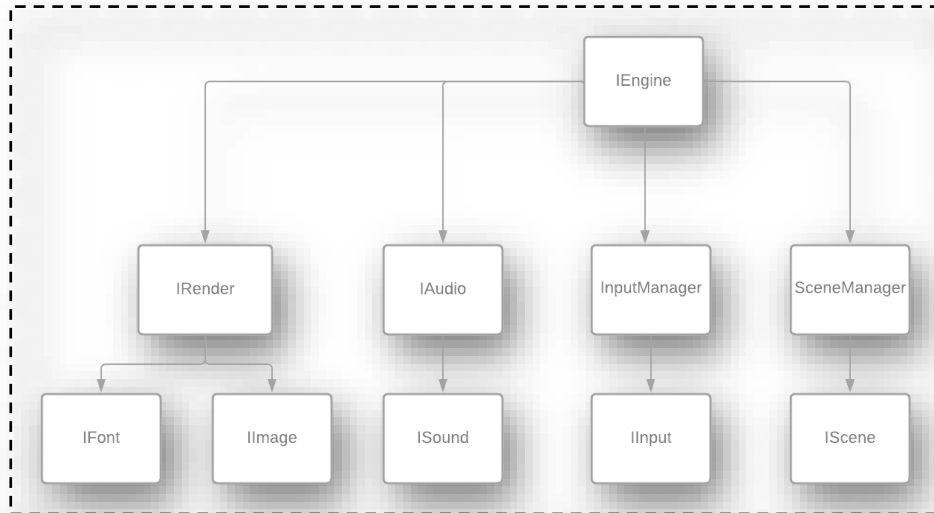 IEngine
IRender
IAudio
InputManager
SceneManager
IFont
IImage
ISound
IInput
IScene